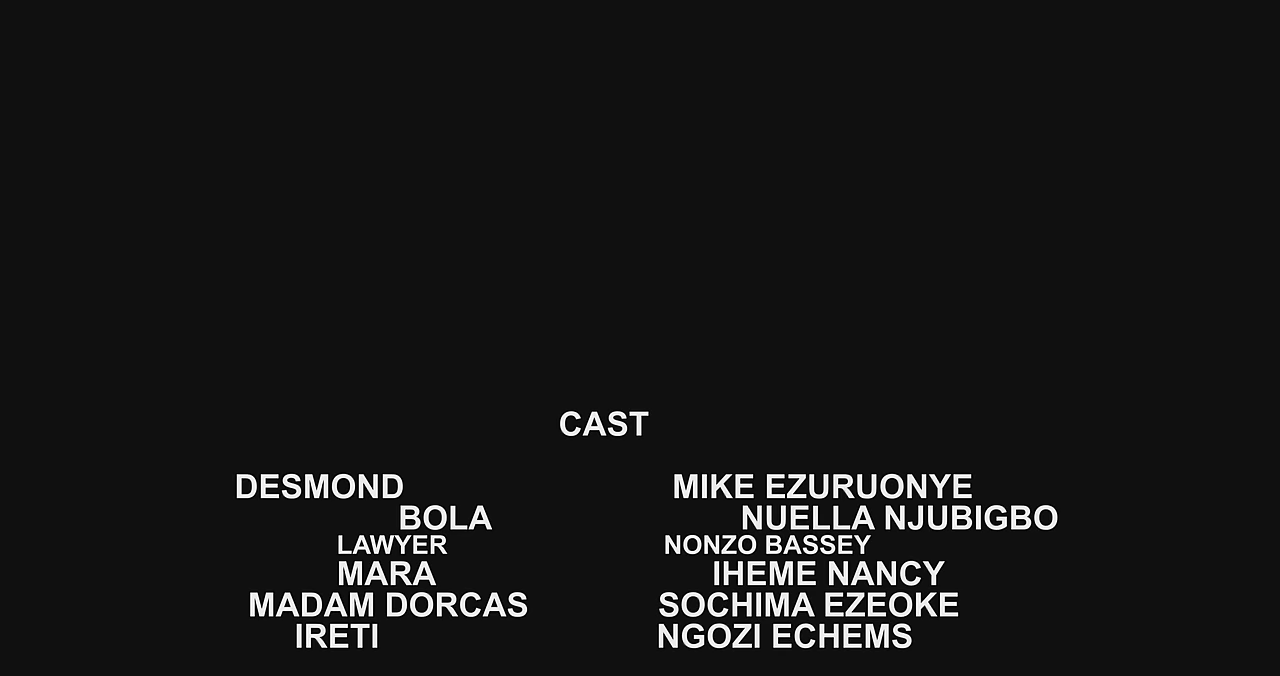 CAST
DESMOND MIKE EZURUONYE
BOLA NUELLA NJUBIGBO
LAWYER NONZO BASSEY
MARA IHEME NANCY
MADAM DORCAS SOCHIMA EZEOKE
IRETI NGOZI ECHEMS